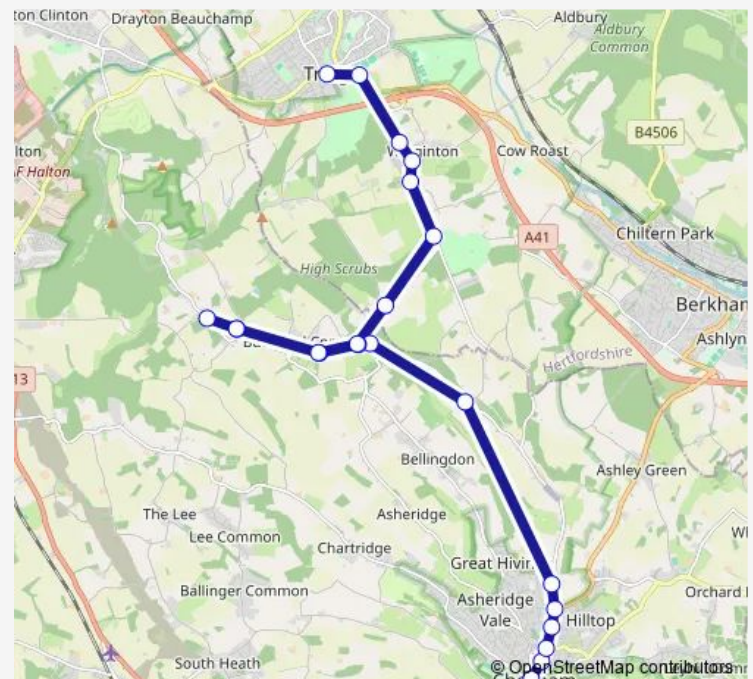 ton Clinton
Drayton Beauchamp
Aldbury
Aldbury
Common
B4506
Cow Roast
lton
F Halton
A41
Chiltern Park
High Scrubs
Berkhan
Ashlyn
Hertfordshire
13
Bellingdon
Ashley Green
The Lee
Asheridge
Lee Common
Chartridge
Great Hivin
Ballinger Common
Asheridge
Vale
Hilltop
Orchard
South Heath
© OpenStreetMap contributors